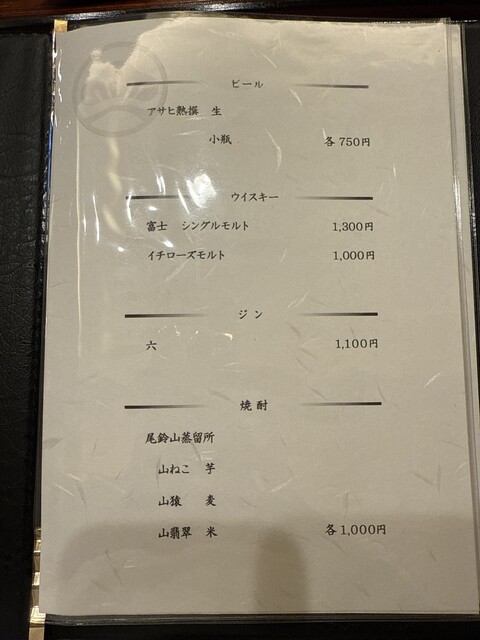 ビール
アサヒ熟撰 生
小瓶 各750円
ウイスキー
富士 シングルモルト 1,300円
イチローズモルト 1,000円
ジン
六 1,100円
焼酎
尾鈴山蒸留所
山ねこ 芋
山猿 麦
山翡翠 米 各1,000円